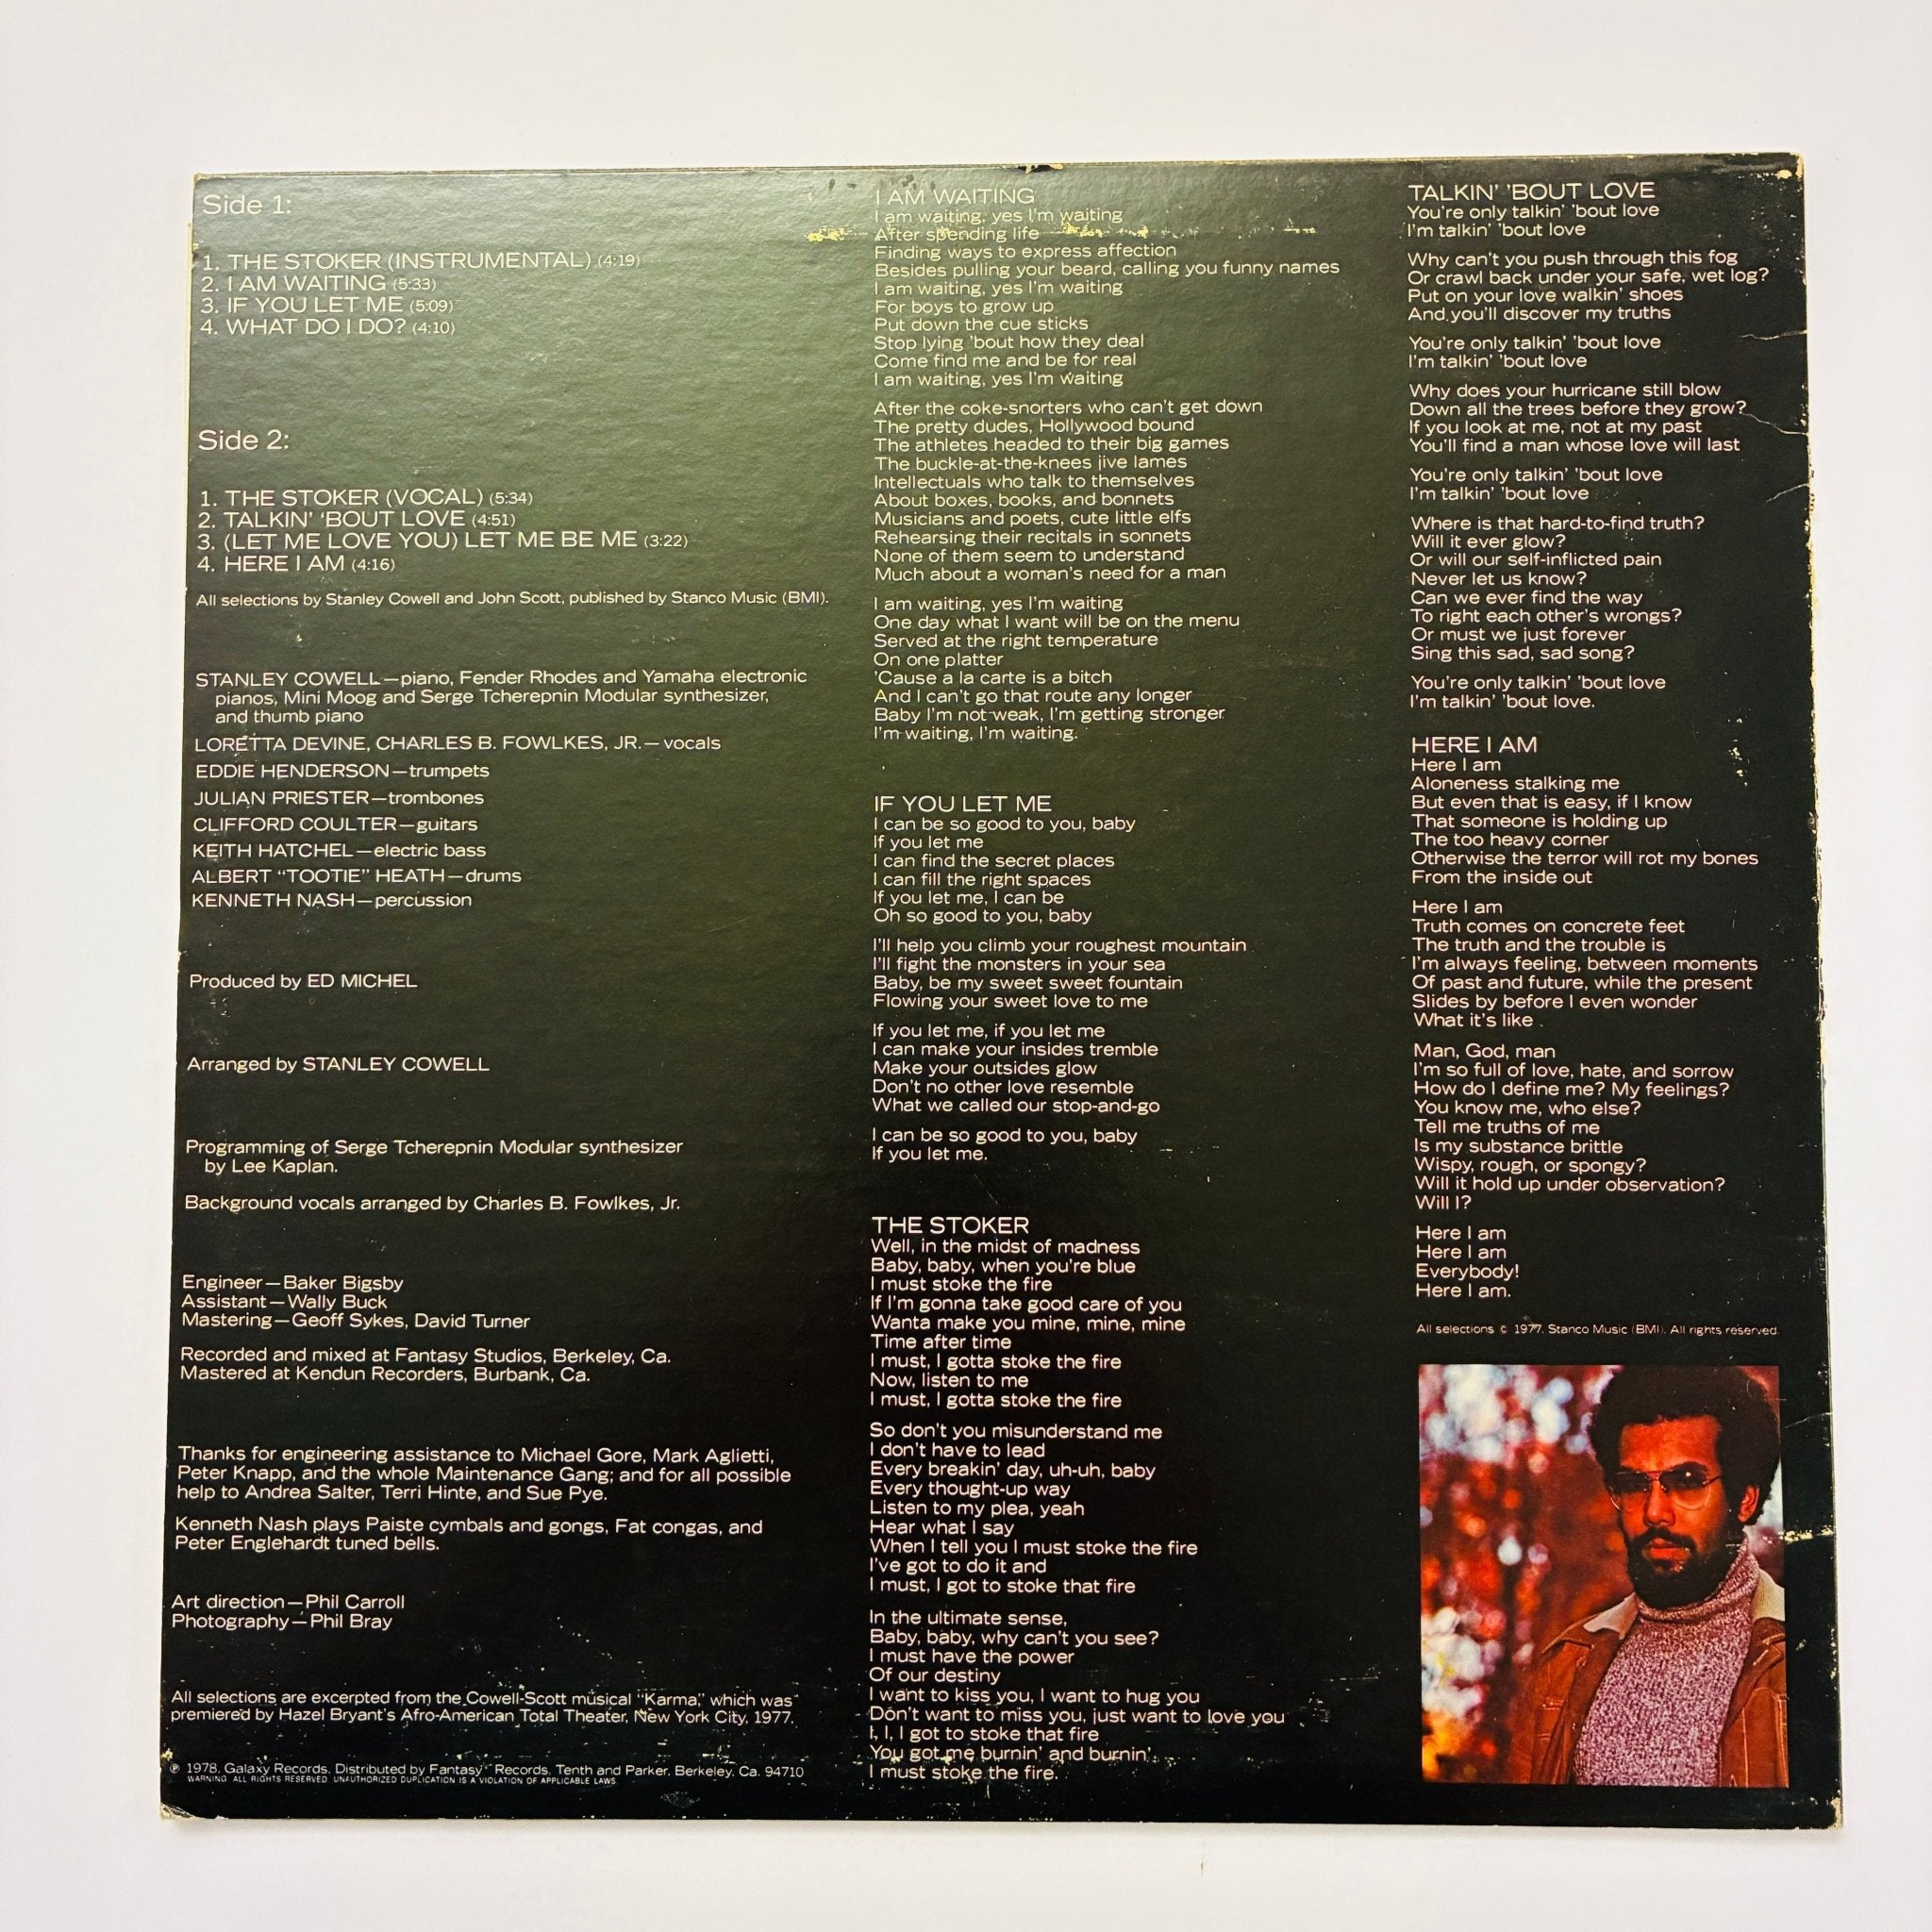 Side 1:
1. THE STOKER (INSTRUMENTAL) (4:19)
2. I AM WAITING (5:33)
3. IF YOU LET ME (5:09)
4. WHAT DO I DO? (4:10)
Side 2:
1. THE STOKER (VOCAL) (5:34)
2. TALKIN' 'BOUT LOVE (4:51)
3. (LET ME LOVE YOU) LET ME BE ME (3:22)
4. HERE I AM (4:16)
All selections by Stanley Cowell and John Scott, published by Stanco Music (BMI).
STANLEY COWELL—piano, Fender Rhodes and Yamaha electronic
pianos, Mini Moog and Serge Tcherepnin Modular synthesizer,
and thumb piano
LORETTA DEVINE, CHARLES B. FOWLKES, JR.—vocals
EDDIE HENDERSON—trumpets
JULIAN PRIESTER—trombones
CLIFFORD COULTER—guitars
KEITH HATCHEL—electric bass
ALBERT “TOOTIE” HEATH—drums
KENNETH NASH—percussion
Produced by ED MICHEL
Arranged by STANLEY COWELL
Programming of Serge Tcherepnin Modular synthesizer
by Lee Kaplan.
Background vocals arranged by Charles B. Fowlkes, Jr.
Engineer—Baker Bigsby
Assistant—Wally Buck
Mastering—Geoff Sykes, David Turner
Recorded and mixed at Fantasy Studios, Berkeley, Ca.
Mastered at Kendun Recorders, Burbank, Ca.
Thanks for engineering assistance to Michael Gore, Mark Aglietti,
Peter Knapp, and the whole Maintenance Gang; and for all possible
help to Andrea Salter, Terri Hinte, and Sue Pye.
Kenneth Nash plays Paiste cymbals and gongs, Fat congas, and
Peter Englehardt tuned bells.
Art direction—Phil Carroll
Photography—Phil Bray
All selections are excerpted from the Cowell-Scott musical “Karma,” which was
premiered by Hazel Bryant's Afro-American Total Theater, New York City, 1977.
℗ 1978, Galaxy Records. Distributed by Fantasy Records, Tenth and Parker, Berkeley, Ca. 94710
WARNING: ALL RIGHTS RESERVED. UNAUTHORIZED DUPLICATION IS A VIOLATION OF APPLICABLE LAWS.
I AM WAITING
I am waiting, yes I'm waiting
After spending life
Finding ways to express affection
Besides pulling your beard, calling you funny names
I am waiting, yes I'm waiting
For boys to grow up
Put down the cue sticks
Stop lying 'bout how they deal
Come find me and be for real
I am waiting, yes I'm waiting
After the coke-snorters who can't get down
The pretty dudes, Hollywood bound
The athletes headed to their big games
The buckle-at-the-knees jive lames
Intellectuals who talk to themselves
About boxes, books, and bonnets
Musicians and poets, cute little elfs
Rehearsing their recitals in sonnets
None of them seem to understand
Much about a woman's need for a man
I am waiting, yes I'm waiting
One day what I want will be on the menu
Served at the right temperature
On one platter
'Cause a la carte is a bitch
And I can't go that route any longer
Baby I'm not weak, I'm getting stronger
I'm waiting, I'm waiting.
IF YOU LET ME
I can be so good to you, baby
If you let me
I can find the secret places
I can fill the right spaces
If you let me, I can be
Oh so good to you, baby
I'll help you climb your roughest mountain
I'll fight the monsters in your sea
Baby, be my sweet sweet fountain
Flowing your sweet love to me
If you let me, if you let me
I can make your insides tremble
Make your outsides glow
Don't no other love resemble
What we called our stop-and-go
I can be so good to you, baby
If you let me.
THE STOKER
Well, in the midst of madness
Baby, baby, when you're blue
I must stoke the fire
If I'm gonna take good care of you
Wanta make you mine, mine, mine
Time after time
I must, I gotta stoke the fire
Now, listen to me
I must, I gotta stoke the fire
So don't you misunderstand me
I don't have to lead
Every breakin' day, uh-uh, baby
Every thought-up way
Listen to my plea, yeah
Hear what I say
When I tell you I must stoke the fire
I've got to do it and
I must, I got to stoke that fire
In the ultimate sense,
Baby, baby, why can't you see?
I must have the power
Of our destiny
I want to kiss you, I want to hug you
Don't want to miss you, just want to love you
I, I, I got to stoke that fire
You got me burnin' and burnin'
I must stoke the fire.
TALKIN' 'BOUT LOVE
You're only talkin' 'bout love
I'm talkin' 'bout love
Why can't you push through this fog
Or crawl back under your safe, wet log?
Put on your love walkin' shoes
And you'll discover my truths
You're only talkin' 'bout love
I'm talkin' 'bout love
Why does your hurricane still blow
Down all the trees before they grow?
If you look at me, not at my past
You'll find a man whose love will last
You're only talkin' 'bout love
I'm talkin' 'bout love
Where is that hard-to-find truth?
Will it ever glow?
Or will our self-inflicted pain
Never let us know?
Can we ever find the way
To right each other's wrongs?
Or must we just forever
Sing this sad, sad song?
You're only talkin' 'bout love
I'm talkin' 'bout love.
HERE I AM
Here I am
Aloneness stalking me
But even that is easy, if I know
That someone is holding up
The too heavy corner
Otherwise the terror will rot my bones
From the inside out
Here I am
Truth comes on concrete feet
The truth and the trouble is
I'm always feeling, between moments
Of past and future, while the present
Slides by before I even wonder
What it's like
Man, God, man
I'm so full of love, hate, and sorrow
How do I define me? My feelings?
You know me, who else?
Tell me truths of me
Is my substance brittle
Wispy, rough, or spongy?
Will it hold up under observation?
Will I?
Here I am
Here I am
Everybody!
Here I am.
All selections © 1977, Stanco Music (BMI). All rights reserved.